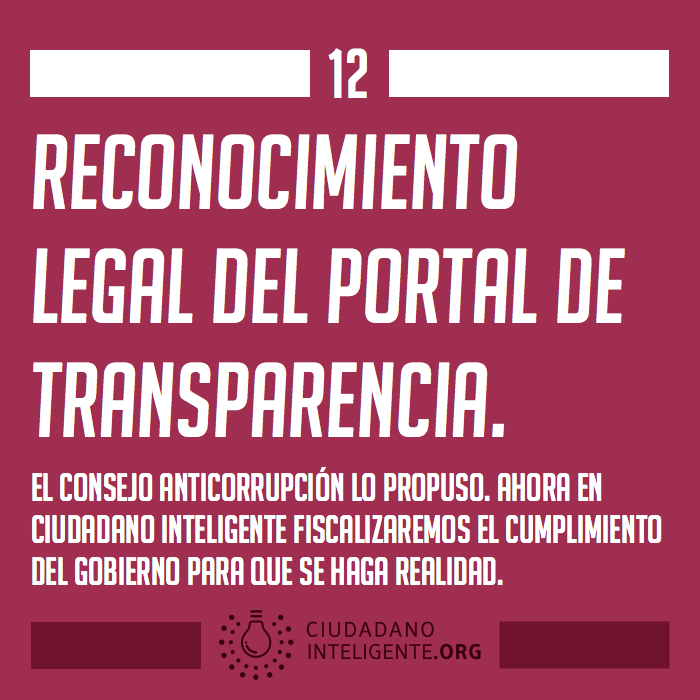 12
RECONOCIMIENTO
LEGAL DEL PORTAL DE
TRANSPARENCIA.
EL CONSEJO ANTICORRUPCIÓN LO PROPUSO. AHORA EN
CIUDADANO INTELIGENTE FISCALIZAREMOS EL CUMPLIMIENTO
DEL GOBIERNO PARA QUE SE HAGA REALIDAD.
CIUDADANO
INTELIGENTE.ORG